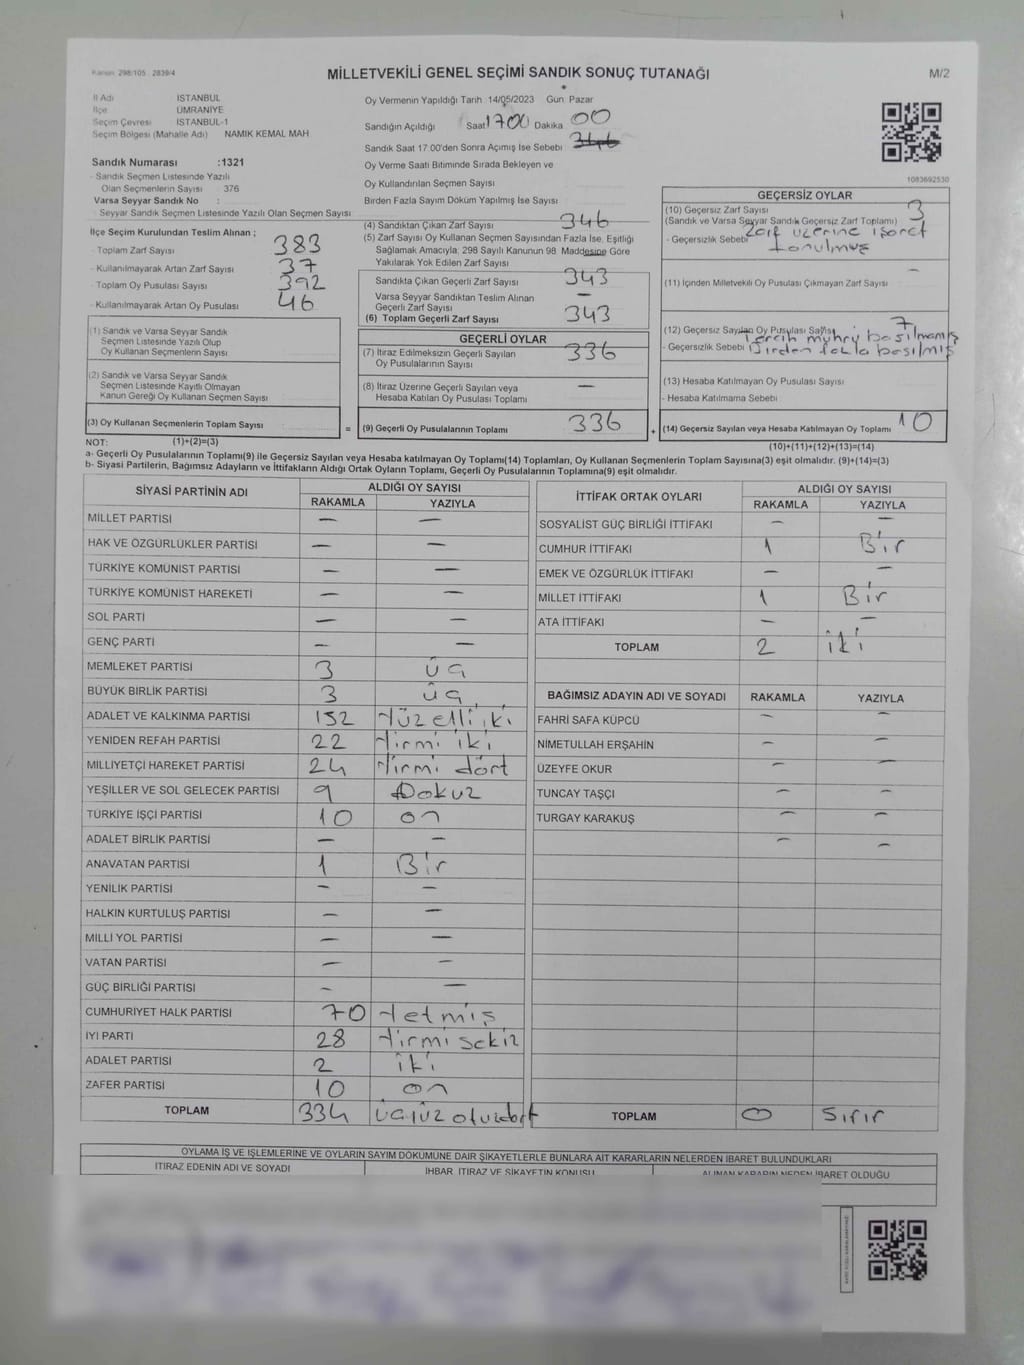 Kanun: 298/105 2839/4
MİLLETVEKİLİ GENEL SEÇİMİ SANDIK SONUÇ TUTANAĞI
M/2
İl Adı İSTANBUL
İlçe ÜMRANİYE
Seçim Çevresi İSTANBUL-1
Seçim Bölgesi (Mahalle Adı) NAMIK KEMAL MAH
Sandık Numarası :1321
- Sandık Seçmen Listesinde Yazılı
Olan Seçmenlerin Sayısı 376
Varsa Seyyar Sandık No :
- Seyyar Sandık Seçmen Listesinde Yazılı Olan Seçmen Sayısı
İlçe Seçim Kurulundan Teslim Alınan ;
- Toplam Zarf Sayısı 383
- Kullanılmayarak Artan Zarf Sayısı 37
- Toplam Oy Pusulası Sayısı 392
- Kullanılmayarak Artan Oy Pusulası 46
(1) Sandık ve Varsa Seyyar Sandık
Seçmen Listesinde Yazılı Olup
Oy Kullanan Seçmenlerin Sayısı
(2) Sandık ve Varsa Seyyar Sandık
Seçmen Listesinde Kayıtlı Olmayan
Kanun Gereği Oy Kullanan Seçmen Sayısı
(3) Oy Kullanan Seçmenlerin Toplam Sayısı =
Oy Vermenin Yapıldığı Tarih 14/05/2023 Gün Pazar
Sandığın Açıldığı Saat 1700 Dakika 00
Sandık Saat 17:00'den Sonra Açımış İse Sebebi
Oy Verme Saati Bitiminde Sırada Bekleyen ve
Oy Kullandırılan Seçmen Sayısı
Birden Fazla Sayım Döküm Yapılmış İse Sayısı
(4) Sandıktan Çıkan Zarf Sayısı 346
(5) Zarf Sayısı Oy Kullanan Seçmen Sayısından Fazla İse, Eşitliği
Sağlamak Amacıyla; 298 Sayılı Kanunun 98. Maddesine Göre
Yakılarak Yok Edilen Zarf Sayısı
Sandıkta Çıkan Geçerli Zarf Sayısı 343
Varsa Seyyar Sandıktan Teslim Alınan
Geçerli Zarf Sayısı —
(6) Toplam Geçerli Zarf Sayısı 343
GEÇERLİ OYLAR
(7) İtiraz Edilmeksizin Geçerli Sayılan
Oy Pusulalarının Sayısı 336
(8) İtiraz Üzerine Geçerli Sayılan veya
Hesaba Katılan Oy Pusulası Toplamı —
(9) Geçerli Oy Pusulalarının Toplamı 336 +
1083692530
GEÇERSİZ OYLAR
(10) Geçersiz Zarf Sayısı 3
(Sandık ve Varsa Seyyar Sandık Geçersiz Zarf Toplamı)
- Geçersizlik Sebebi Zarf üzerine işaret
konulmuş
(11) İçinden Milletvekili Oy Pusulası Çıkmayan Zarf Sayısı —
(12) Geçersiz Sayılan Oy Pusulası Sayısı 7
Tercih mührü basılmamış
- Geçersizlik Sebebi Birden fazla basılmış
(13) Hesaba Katılmayan Oy Pusulası Sayısı
- Hesaba Katılmama Sebebi
(14) Geçersiz Sayılan veya Hesaba Katılmayan Oy Toplamı 10
NOT: (1)+(2)=(3)
(10)+(11)+(12)+(13)=(14)
a- Geçerli Oy Pusulalarının Toplamı(9) ile Geçersiz Sayılan veya Hesaba katılmayan Oy Toplamı(14) Toplamları, Oy Kullanan Seçmenlerin Toplam Sayısına(3) eşit olmalıdır. (9)+(14)=(3)
b- Siyasi Partilerin, Bağımsız Adayların ve İttifakların Aldığı Ortak Oyların Toplamı, Geçerli Oy Pusulalarının Toplamına(9) eşit olmalıdır.
SİYASİ PARTİNİN ADI ALDIĞI OY SAYISI
RAKAMLA YAZIYLA
MİLLET PARTİSİ — —
HAK VE ÖZGÜRLÜKLER PARTİSİ — —
TÜRKİYE KOMÜNİST PARTİSİ — —
TÜRKİYE KOMÜNİST HAREKETİ — —
SOL PARTİ — —
GENÇ PARTİ — —
MEMLEKET PARTİSİ 3 üç
BÜYÜK BİRLİK PARTİSİ 3 üç
ADALET VE KALKINMA PARTİSİ 152 Yüzelliiki
YENİDEN REFAH PARTİSİ 22 Yirmi iki
MİLLİYETÇİ HAREKET PARTİSİ 24 Yirmi dört
YEŞİLLER VE SOL GELECEK PARTİSİ 9 Dokuz
TÜRKİYE İŞÇİ PARTİSİ 10 on
ADALET BİRLİK PARTİSİ — —
ANAVATAN PARTİSİ 1 Bir
YENİLİK PARTİSİ — —
HALKIN KURTULUŞ PARTİSİ — —
MİLLİ YOL PARTİSİ — —
VATAN PARTİSİ — —
GÜÇ BİRLİĞİ PARTİSİ — —
CUMHURİYET HALK PARTİSİ 70 Yetmiş
İYİ PARTİ 28 Yirmi sekiz
ADALET PARTİSİ 2 iki
ZAFER PARTİSİ 10 on
TOPLAM 334 üçyüz otuzdört
İTTİFAK ORTAK OYLARI ALDIĞI OY SAYISI
RAKAMLA YAZIYLA
SOSYALİST GÜÇ BİRLİĞİ İTTİFAKI — —
CUMHUR İTTİFAKI 1 Bir
EMEK VE ÖZGÜRLÜK İTTİFAKI — —
MİLLET İTTİFAKI 1 Bir
ATA İTTİFAKI — —
TOPLAM 2 iki
BAĞIMSIZ ADAYIN ADI VE SOYADI RAKAMLA YAZIYLA
FAHRİ SAFA KÜPCÜ — —
NİMETULLAH ERŞAHİN — —
ÜZEYFE OKUR — —
TUNCAY TAŞÇI — —
TURGAY KARAKUŞ — —
— —
TOPLAM 0 Sıfır
OYLAMA İŞ VE İŞLEMLERİNE VE OYLARIN SAYIM DÖKÜMÜNE DAİR ŞİKAYETLERLE BUNLARA AİT KARARLARIN NELERDEN İBARET BULUNDUKLARI
İTİRAZ EDENİN ADI VE SOYADI İHBAR, İTİRAZ VE ŞİKAYETİN KONUSU ALINAN KARARIN NEDEN İBARET OLDUĞU